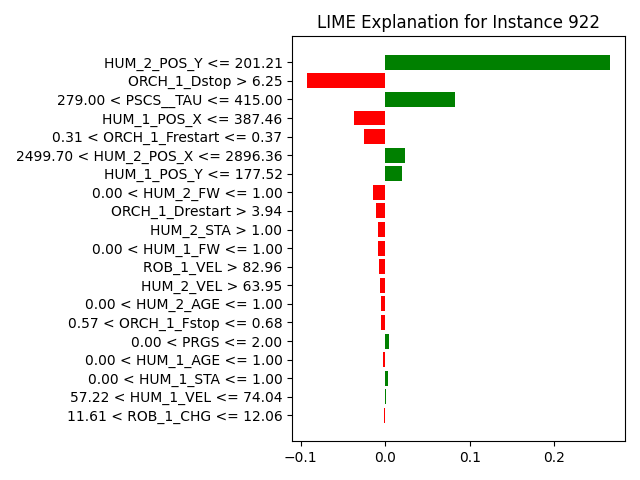 LIME Explanation for Instance 922
HUM_2_POS_Y <= 201.21
ORCH_1_Dstop > 6.25
279.00 < PSCS__TAU <= 415.00
HUM_1_POS_X <= 387.46
0.31 < ORCH_1_Frestart <= 0.37
2499.70 < HUM_2_POS_X <= 2896.36
HUM_1_POS_Y <= 177.52
0.00 < HUM_2_FW <= 1.00
ORCH_1_Drestart > 3.94
HUM_2_STA > 1.00
0.00 < HUM_1_FW <= 1.00
ROB_1_VEL > 82.96
HUM_2_VEL > 63.95
0.00 < HUM_2_AGE <= 1.00
0.57 < ORCH_1_Fstop <= 0.68
0.00 < PRGS <= 2.00
0.00 < HUM_1_AGE <= 1.00
0.00 < HUM_1_STA <= 1.00
57.22 < HUM_1_VEL <= 74.04
11.61 < ROB_1_CHG <= 12.06
−0.1 0.0 0.1 0.2